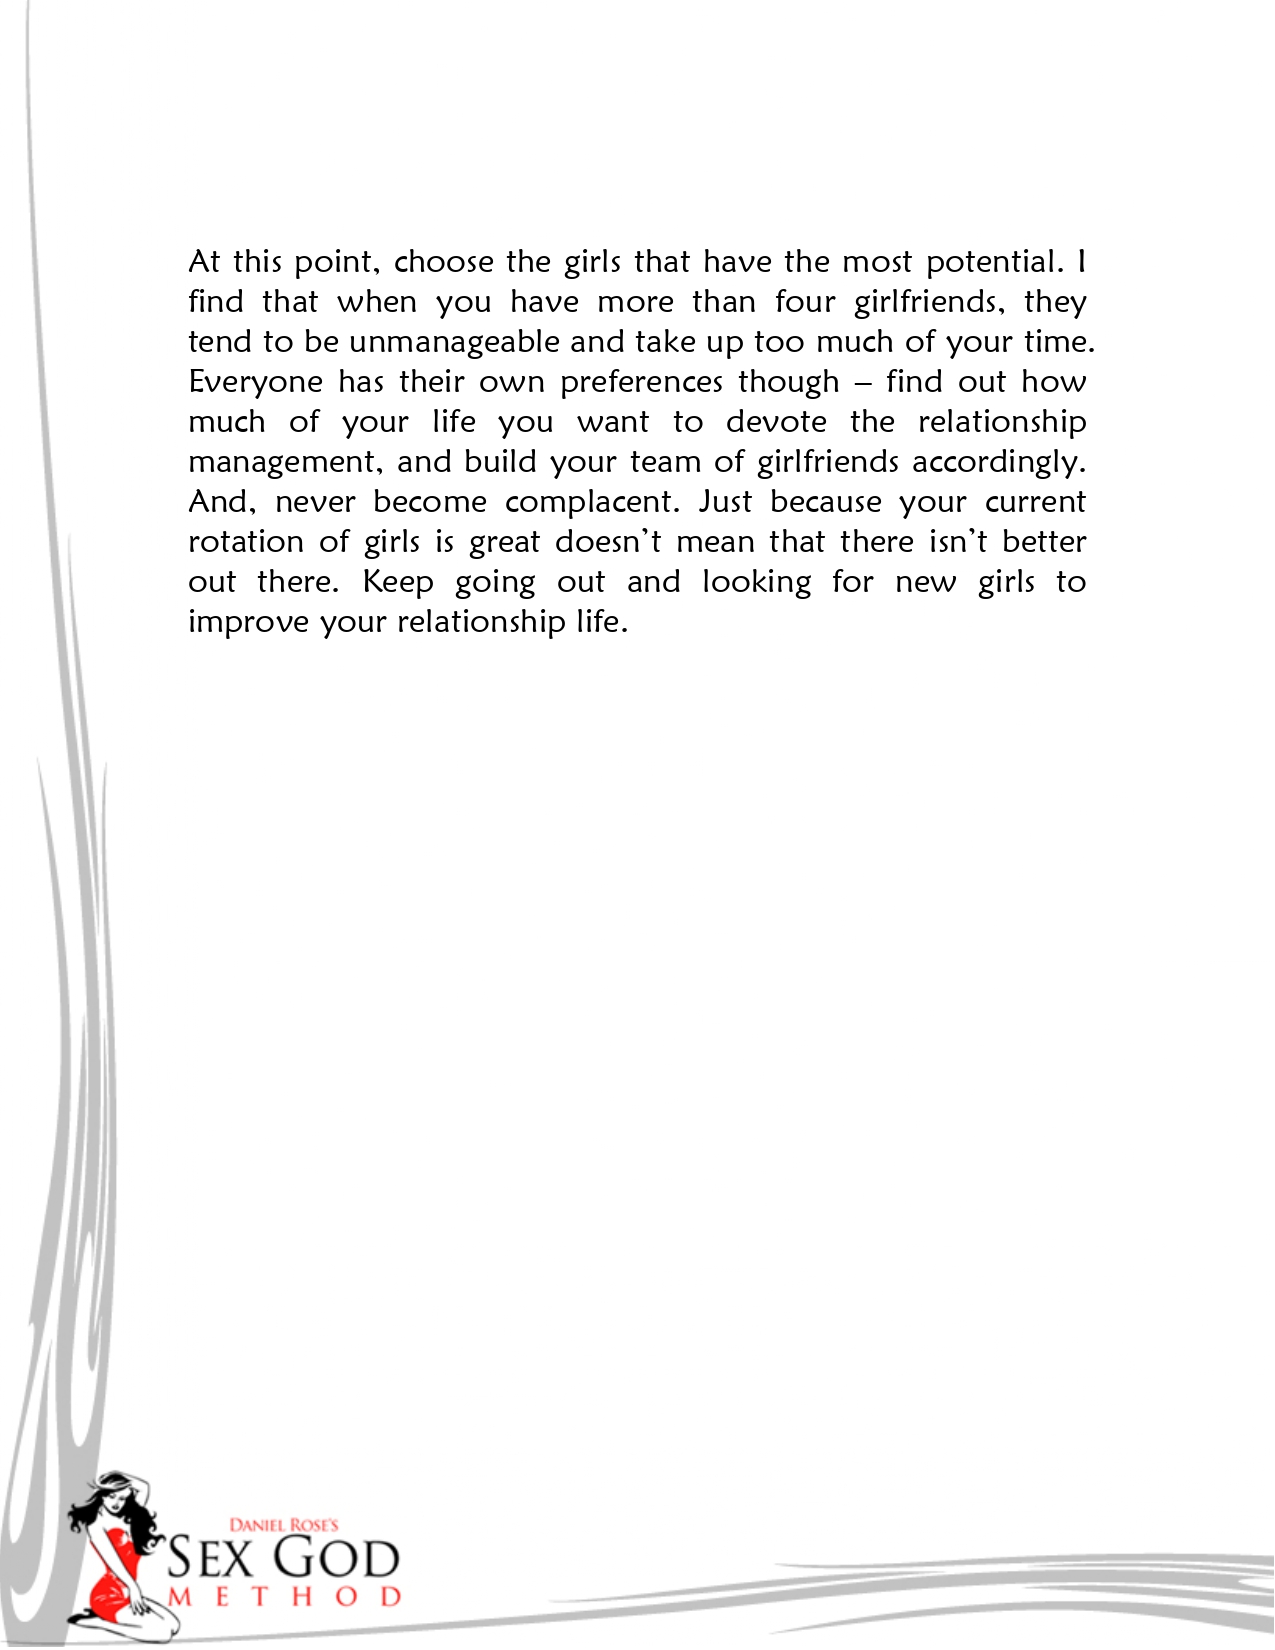 At this point, choose the girls that have the most potential. I
find that when you have more than four girlfriends, they
tend to be unmanageable and take up too much of your time.
Everyone has their own preferences though – find out how
much of your life you want to devote the relationship
management, and build your team of girlfriends accordingly.
And, never become complacent. Just because your current
rotation of girls is great doesn’t mean that there isn’t better
out there. Keep going out and looking for new girls to
improve your relationship life.
DANIEL ROSE'S
SEX GOD
METHOD